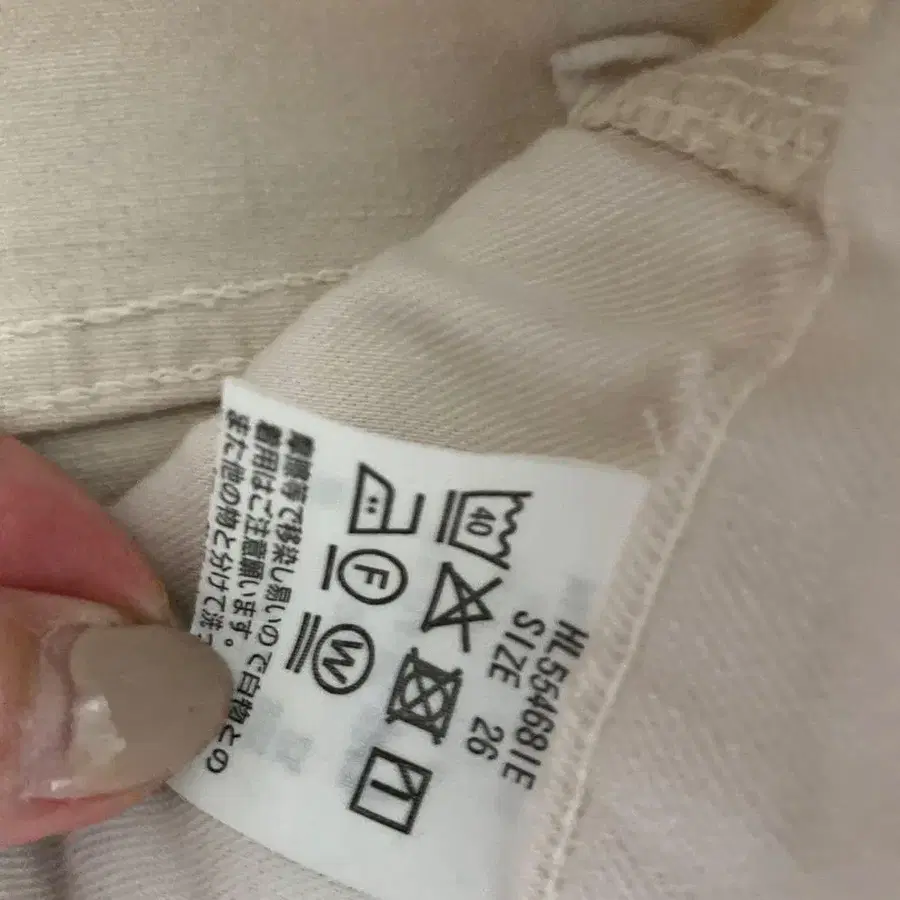 HL554681E
SIZE 26
40
F
W
摩擦等で移染し易いので白物との
着用はご注意願います。
また他の物と分けて洗